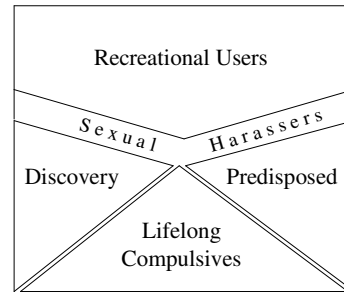 Recreational Users
Sexual Harassers
Discovery
Predisposed
Lifelong
Compulsives